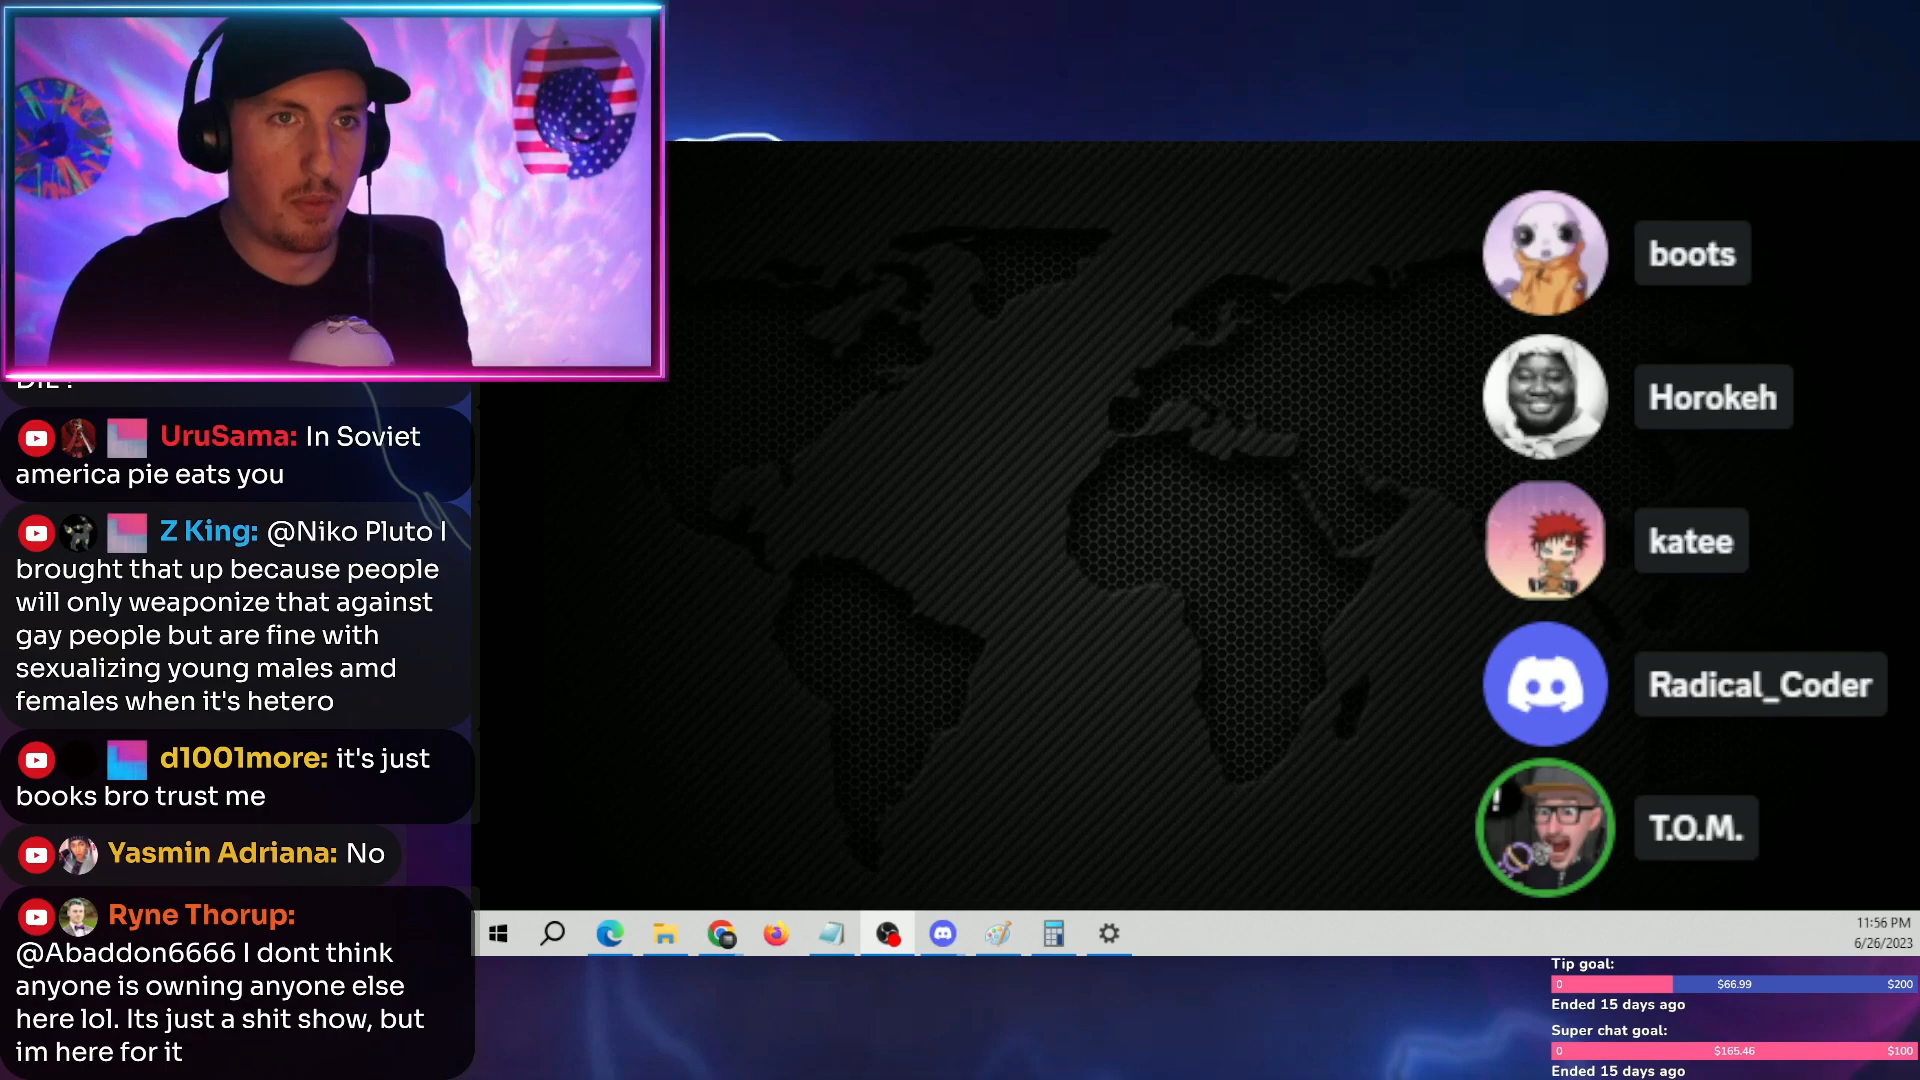 DIE !
UruSama: In Soviet
america pie eats you
Z King: @Niko Pluto I
brought that up because people
will only weaponize that against
gay people but are fine with
sexualizing young males amd
females when it's hetero
d1001more: it's just
books bro trust me
Yasmin Adriana: No
Ryne Thorup:
@Abaddon6666 I dont think
anyone is owning anyone else
here lol. Its just a shit show, but
im here for it
boots
Horokeh
katee
Radical_Coder
!
T.O.M.
11:56 PM
6/26/2023
Tip goal:
0 $66.99 $200
Ended 15 days ago
Super chat goal:
0 $165.46 $100
Ended 15 days ago